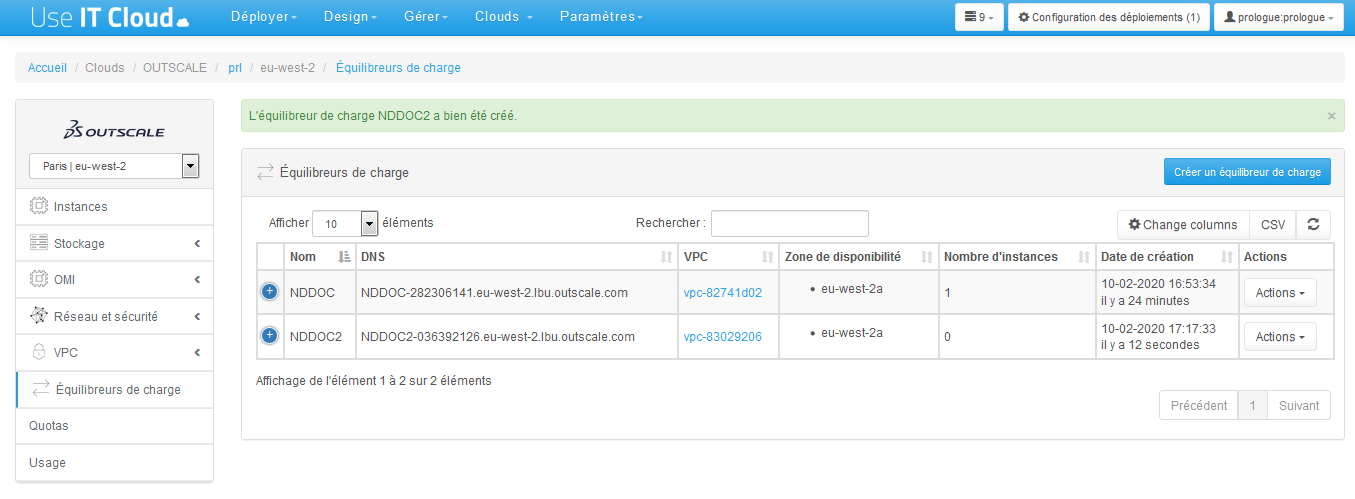 Use IT Cloud
Déployer Design Gérer Clouds Paramètres 9 Configuration des déploiements (1) prologue:prologue
Accueil / Clouds / OUTSCALE / prl / eu-west-2 / Équilibreurs de charge
OUTSCALE
Paris | eu-west-2
Instances
Stockage
OMI
Réseau et sécurité
VPC
Équilibreurs de charge
Quotas
Usage
L'équilibreur de charge NDDOC2 a bien été créé. ×
Équilibreurs de charge Créer un équilibreur de charge
Afficher 10 éléments Rechercher : Change columns CSV
Nom DNS VPC Zone de disponibilité Nombre d'instances Date de création Actions
NDDOC NDDOC-282306141.eu-west-2.lbu.outscale.com vpc-82741d02 • eu-west-2a 1 10-02-2020 16:53:34 Actions
il y a 24 minutes
NDDOC2 NDDOC2-036392126.eu-west-2.lbu.outscale.com vpc-83029206 • eu-west-2a 0 10-02-2020 17:17:33 Actions
il y a 12 secondes
Affichage de l'élément 1 à 2 sur 2 éléments
Précédent 1 Suivant